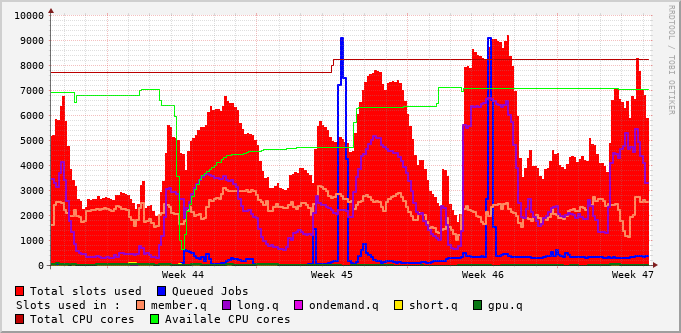 10000
9000
8000
7000
6000
5000
4000
3000
2000
1000
0
Week 44 Week 45 Week 46 Week 47
RRDTOOL / TOBI OETIKER
Total slots used Queued Jobs
Slots used in : member.q long.q ondemand.q short.q gpu.q
Total CPU cores Availale CPU cores